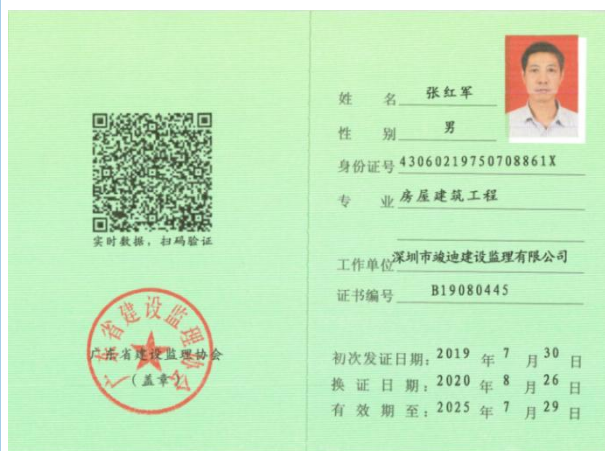 实时数据，扫码验证
广东省建设监理协会
广东省建设监理协会
（盖章）
姓 名 张红军
性 别 男
身份证号 43060219750708861X
专 业 房屋建筑工程
工作单位 深圳市竣迪建设监理有限公司
证书编号 B19080445
初次发证日期：2019 年 7 月 30 日
换 证 日 期：2020 年 8 月 26 日
有 效 期 至：2025 年 7 月 29 日